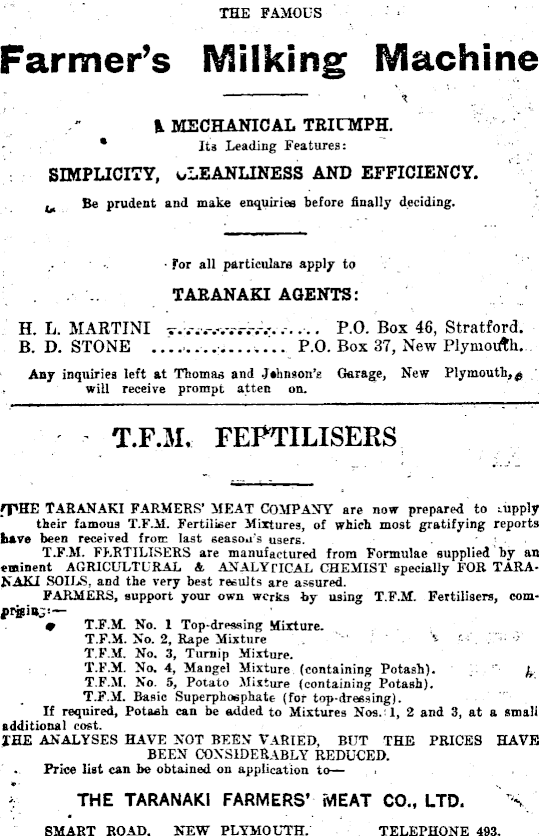 THE FAMOUS
Farmer's Milking Machine
A MECHANICAL TRIUMPH.
Its Leading Features:
SIMPLICITY, CLEANLINESS AND EFFICIENCY.
Be prudent and make enquiries before finally deciding.
For all particulars apply to
TARANAKI AGENTS:
H. L. MARTINI .................. P.O. Box 46, Stratford.
B. D. STONE ................ P.O. Box 37, New Plymouth.
Any inquiries left at Thomas and Johnson's Garage, New Plymouth,
will receive prompt atten on.
T.F.M. FERTILISERS
THE TARANAKI FARMERS' MEAT COMPANY are now prepared to supply
their famous T.F.M. Fertiliser Mixtures, of which most gratifying reports
have been received from last season's users.
T.F.M. FERTILISERS are manufactured from Formulae supplied by an
eminent AGRICULTURAL & ANALYTICAL CHEMIST specially FOR TARA-
NAKI SOILS, and the very best results are assured.
FARMERS, support your own works by using T.F.M. Fertilisers, com-
prising:—
T.F.M. No. 1 Top-dressing Mixture.
T.F.M. No. 2, Rape Mixture
T.F.M. No. 3, Turnip Mixture.
T.F.M. No. 4, Mangel Mixture (containing Potash).
T.F.M. No. 5, Potato Mixture (containing Potash).
T.F.M. Basic Superphosphate (for top-dressing).
If required, Potash can be added to Mixtures Nos. 1, 2 and 3, at a small
additional cost.
THE ANALYSES HAVE NOT BEEN VARIED, BUT THE PRICES HAVE
BEEN CONSIDERABLY REDUCED.
Price list can be obtained on application to—
THE TARANAKI FARMERS' MEAT CO., LTD.
SMART ROAD, NEW PLYMOUTH. TELEPHONE 493.